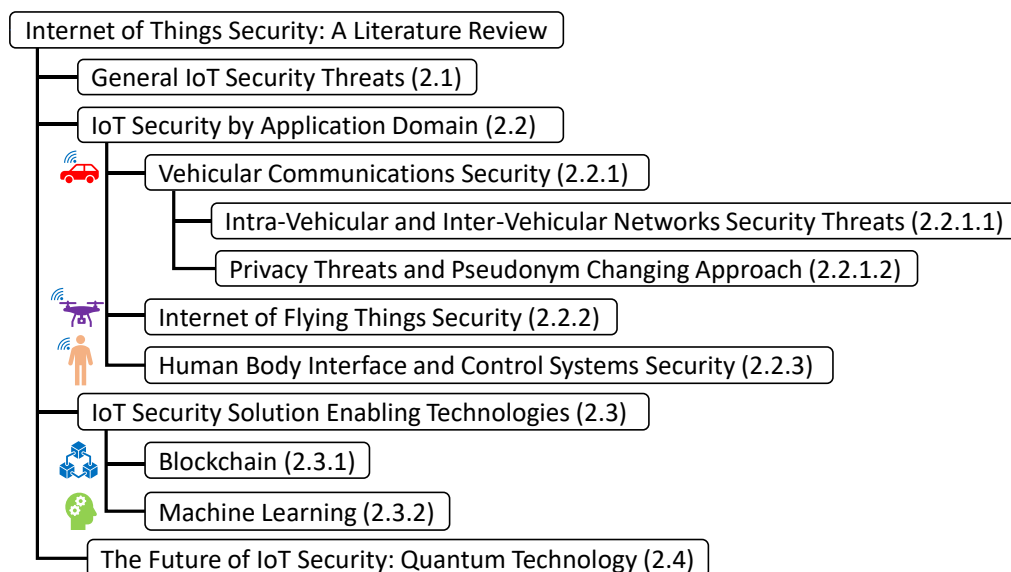 Internet of Things Security: A Literature Review
General IoT Security Threats (2.1)
IoT Security by Application Domain (2.2)
Vehicular Communications Security (2.2.1)
Intra-Vehicular and Inter-Vehicular Networks Security Threats (2.2.1.1)
Privacy Threats and Pseudonym Changing Approach (2.2.1.2)
Internet of Flying Things Security (2.2.2)
Human Body Interface and Control Systems Security (2.2.3)
IoT Security Solution Enabling Technologies (2.3)
Blockchain (2.3.1)
Machine Learning (2.3.2)
The Future of IoT Security: Quantum Technology (2.4)